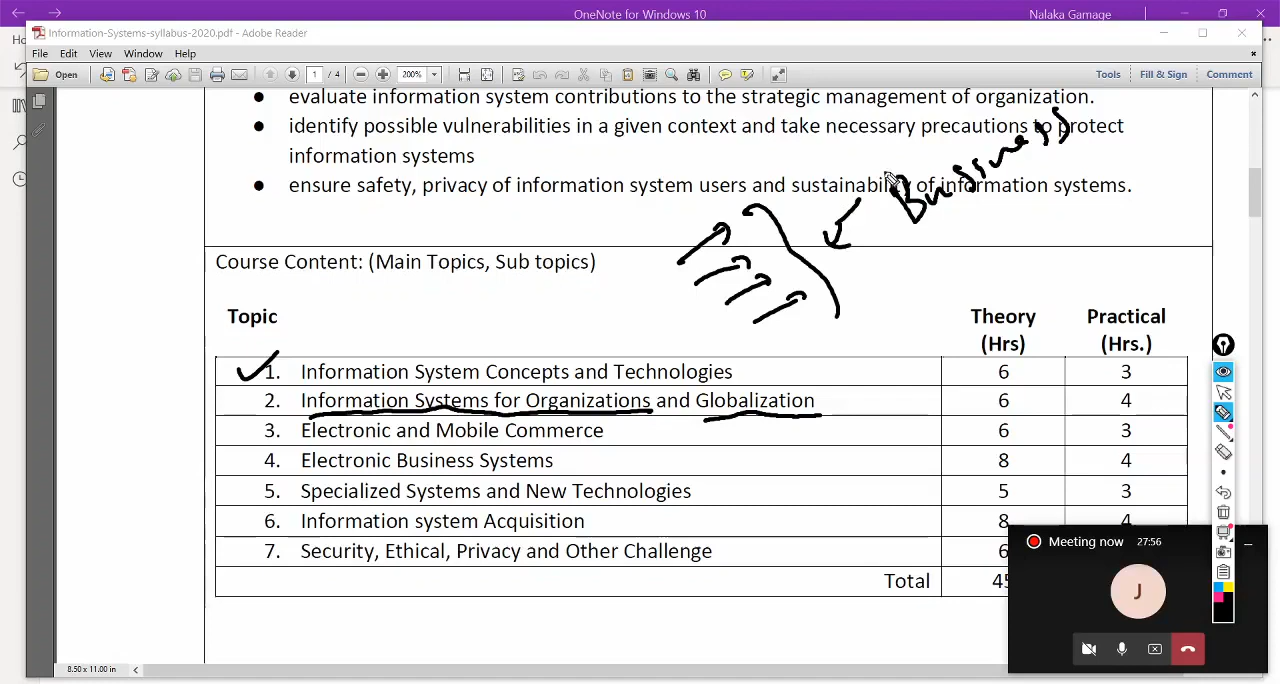 OneNote for Windows 10
Nalaka Gamage
Information-Systems-syllabus-2020.pdf - Adobe Reader
File Edit View Window Help
Open 1 / 4 200% Tools Fill & Sign Comment
evaluate information system contributions to the strategic management of organization.
identify possible vulnerabilities in a given context and take necessary precautions to protect
information systems
ensure safety, privacy of information system users and sustainability of information systems.
Bussiness
Course Content: (Main Topics, Sub topics)
Topic Theory (Hrs) Practical (Hrs.)
1. Information System Concepts and Technologies 6 3
2. Information Systems for Organizations and Globalization 6 4
3. Electronic and Mobile Commerce 6 3
4. Electronic Business Systems 8 4
5. Specialized Systems and New Technologies 5 3
6. Information system Acquisition 8 4
7. Security, Ethical, Privacy and Other Challenge 6
Total 45
Meeting now 27:56
J
8.50 x 11.00 in